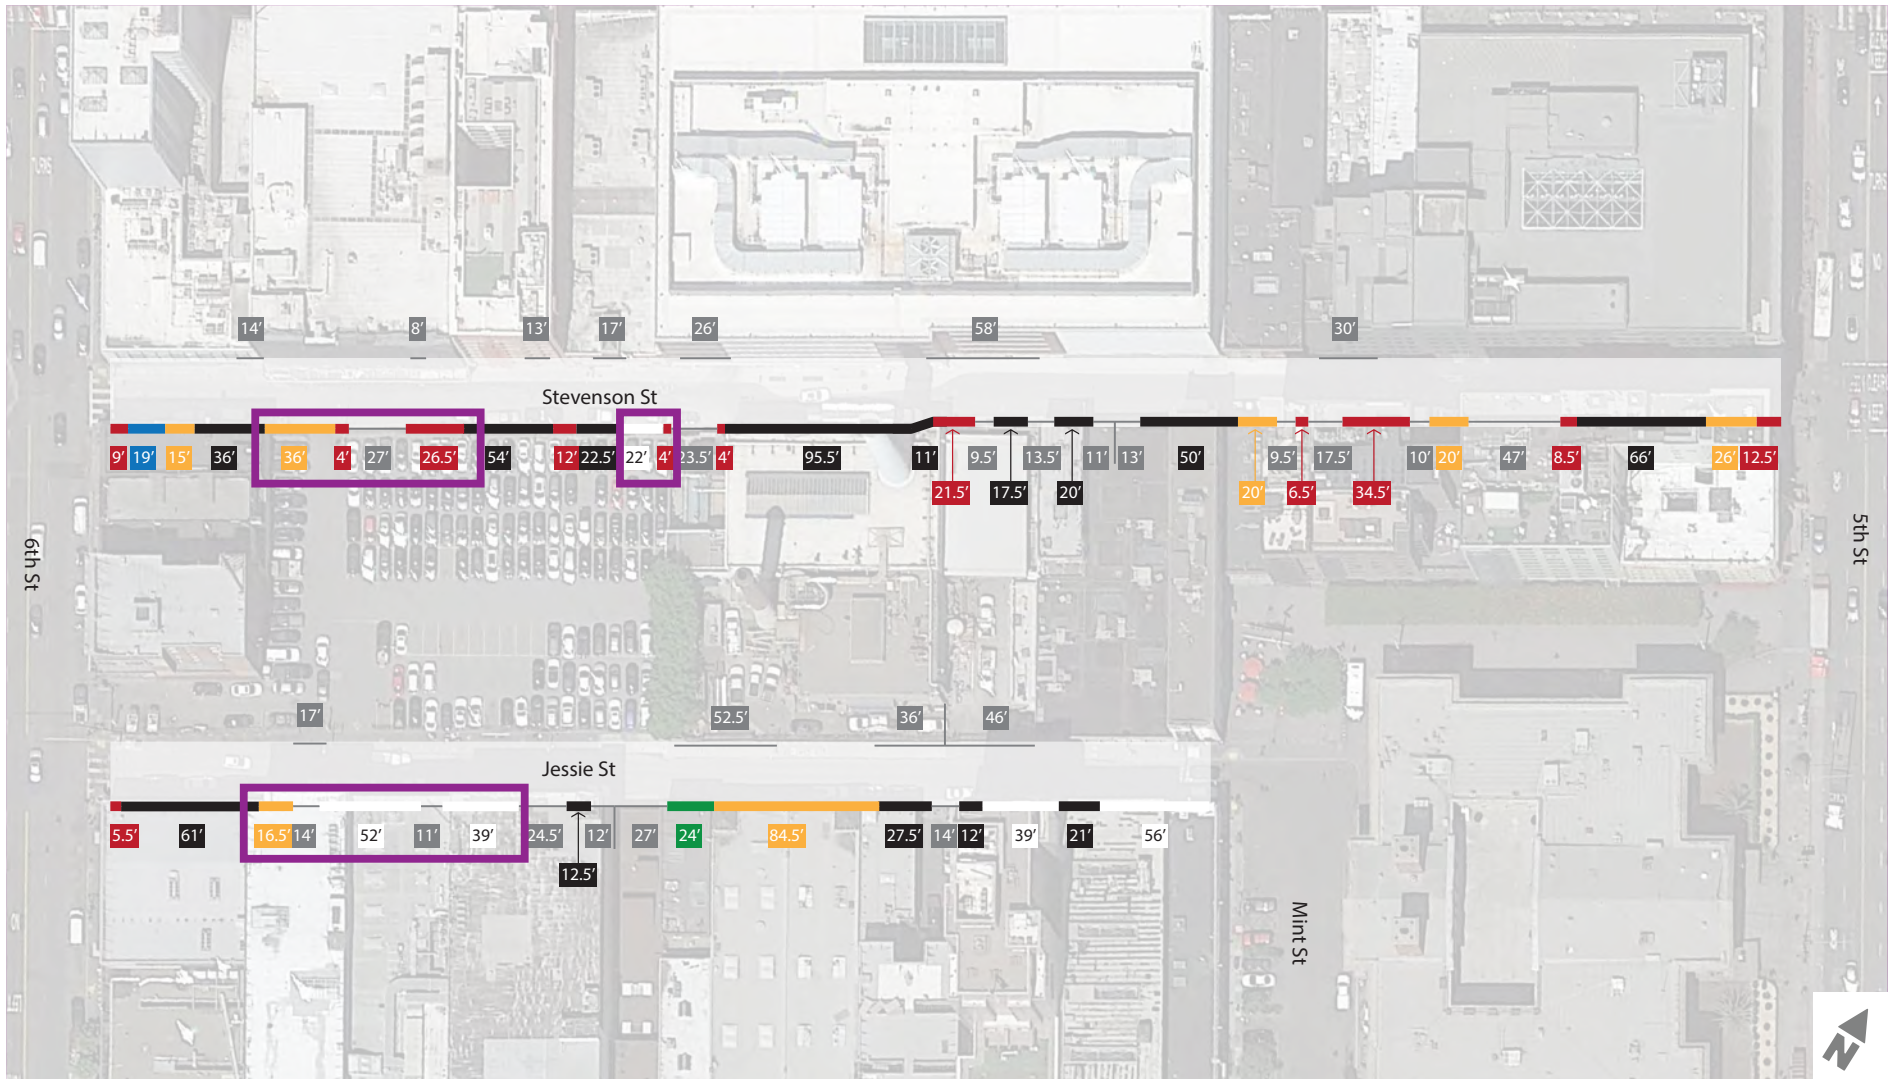 14’ 8’ 13’ 17’ 26’ 58’ 30’
Stevenson St
9’ 19’ 15’ 36’ 36’ 4’ 27’ 26.5’ 54’ 12’ 22.5’ 22’ 4’ 23.5’ 4’ 95.5’ 11’ 9.5’ 13.5’ 11’ 13’ 50’ 9.5’ 17.5’ 10’ 20’ 47’ 8.5’ 66’ 26’ 12.5’
21.5’ 17.5’ 20’ 20’ 6.5’ 34.5’
6th St
5th St
17’ 52.5’ 36’ 46’
Jessie St
5.5’ 61’ 16.5’ 14’ 52’ 11’ 39’ 24.5’ 12’ 27’ 24’ 84.5’ 27.5’ 14’ 12’ 39’ 21’ 56’
12.5’
Mint St
N